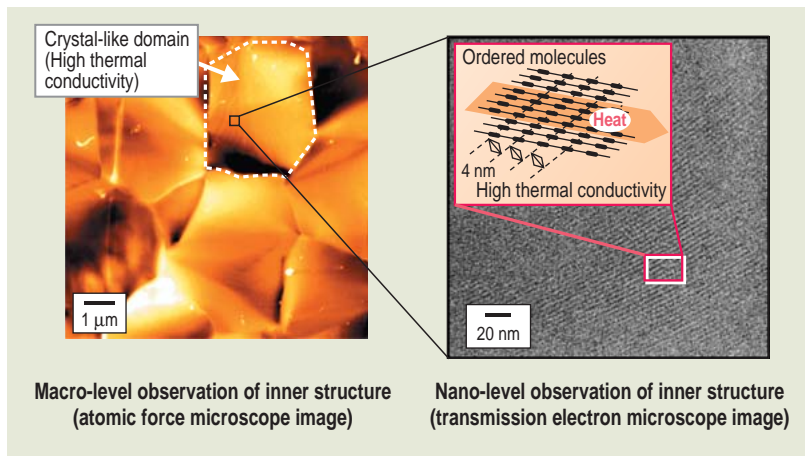 Crystal-like domain
(High thermal
conductivity)
1 μm
Macro-level observation of inner structure
(atomic force microscope image)
Ordered molecules
Heat
4 nm
High thermal conductivity
20 nm
Nano-level observation of inner structure
(transmission electron microscope image)